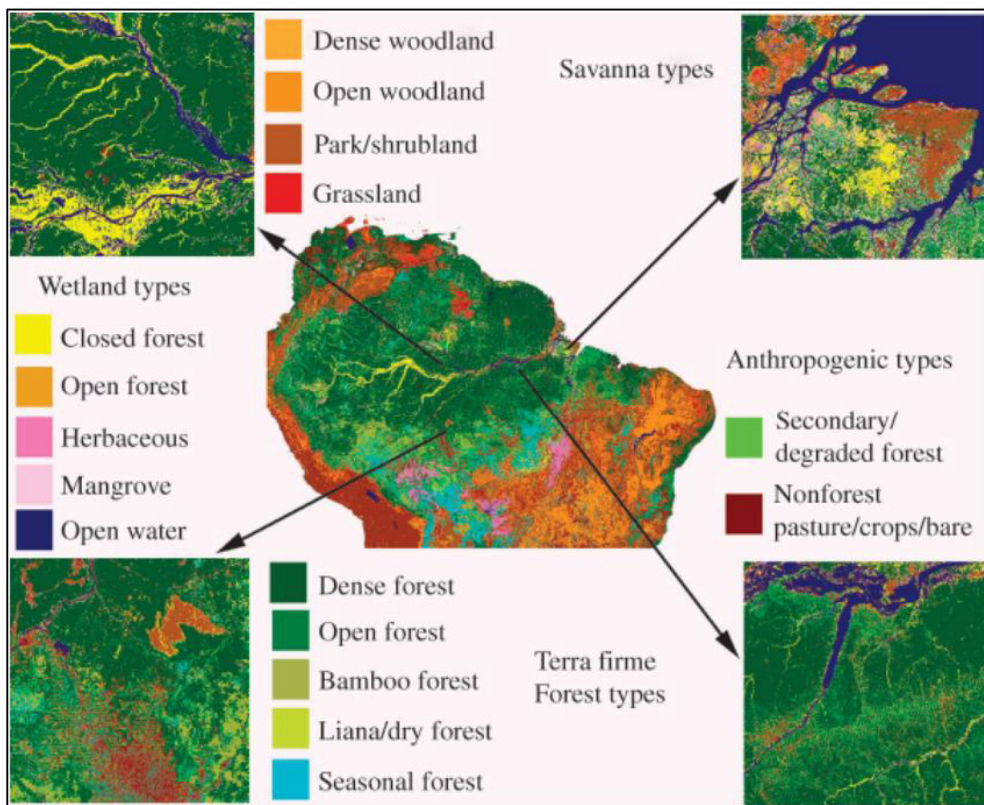 Dense woodland
Open woodland
Park/shrubland
Grassland
Savanna types
Wetland types
Closed forest
Open forest
Herbaceous
Mangrove
Open water
Anthropogenic types
Secondary/
degraded forest
Nonforest
pasture/crops/bare
Dense forest
Open forest
Bamboo forest
Liana/dry forest
Seasonal forest
Terra firme
Forest types